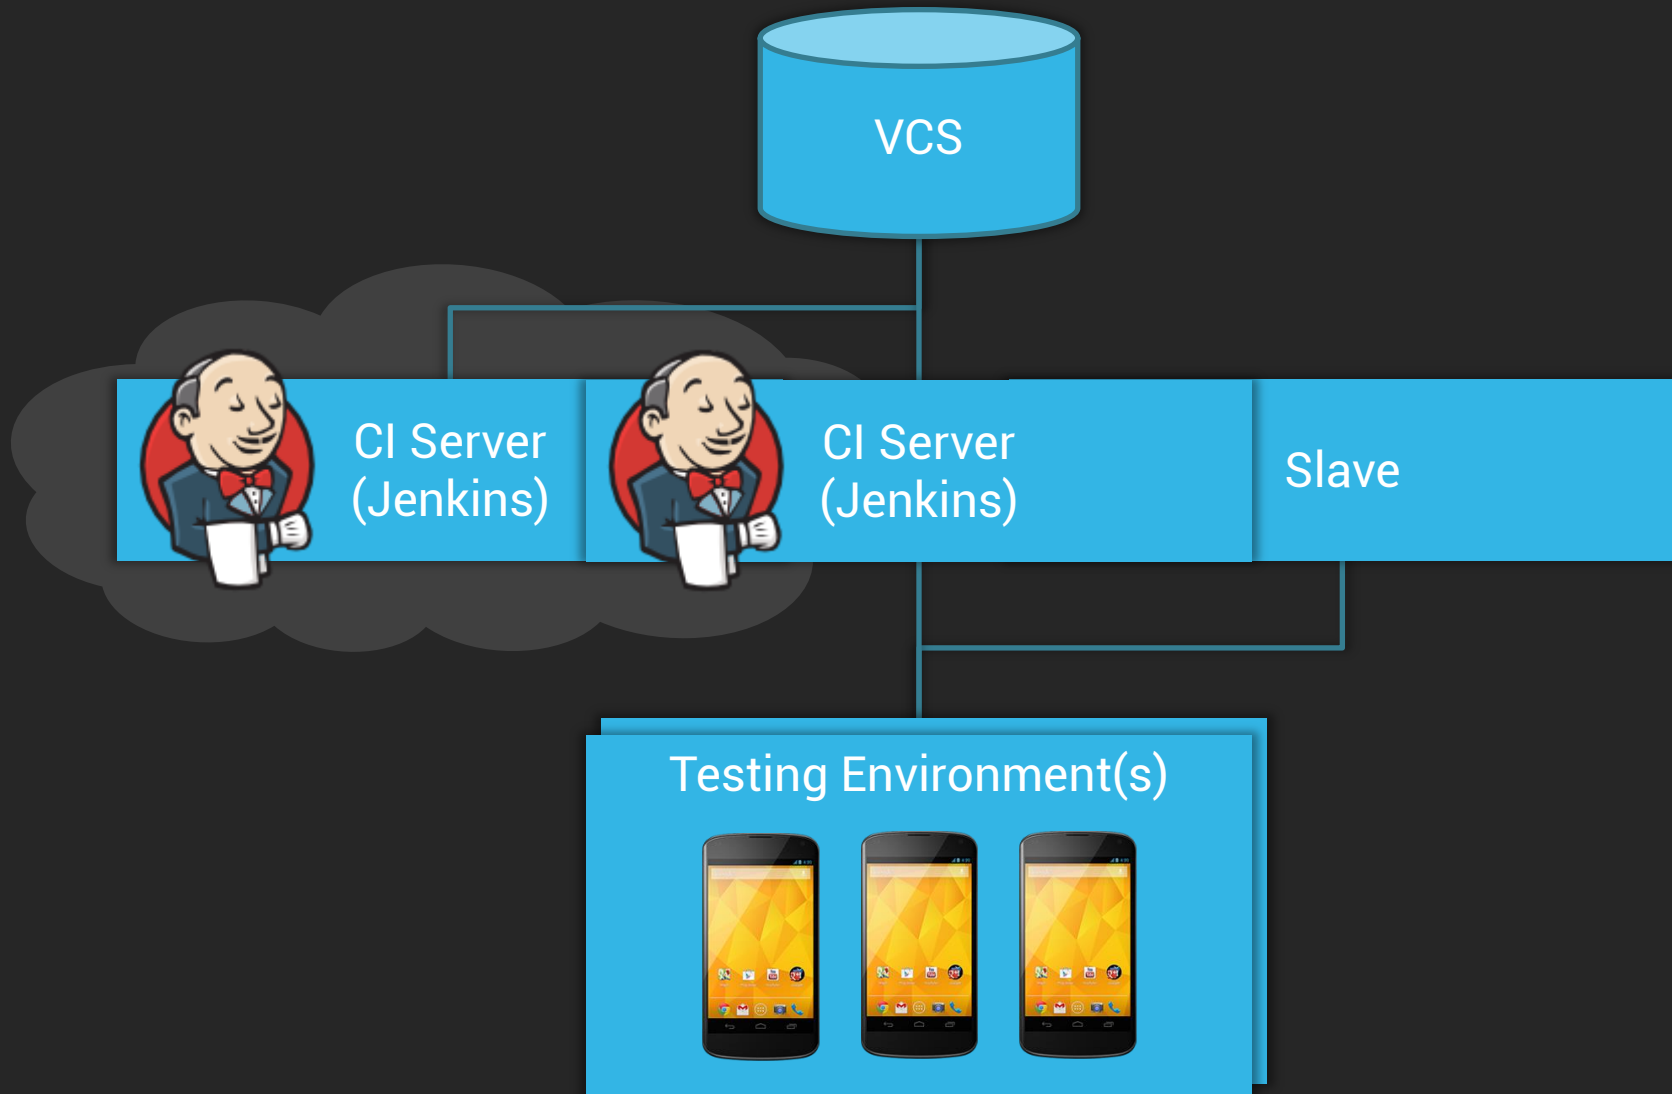 VCS
CI Server
(Jenkins)
CI Server
(Jenkins)
Slave
Testing Environment(s)